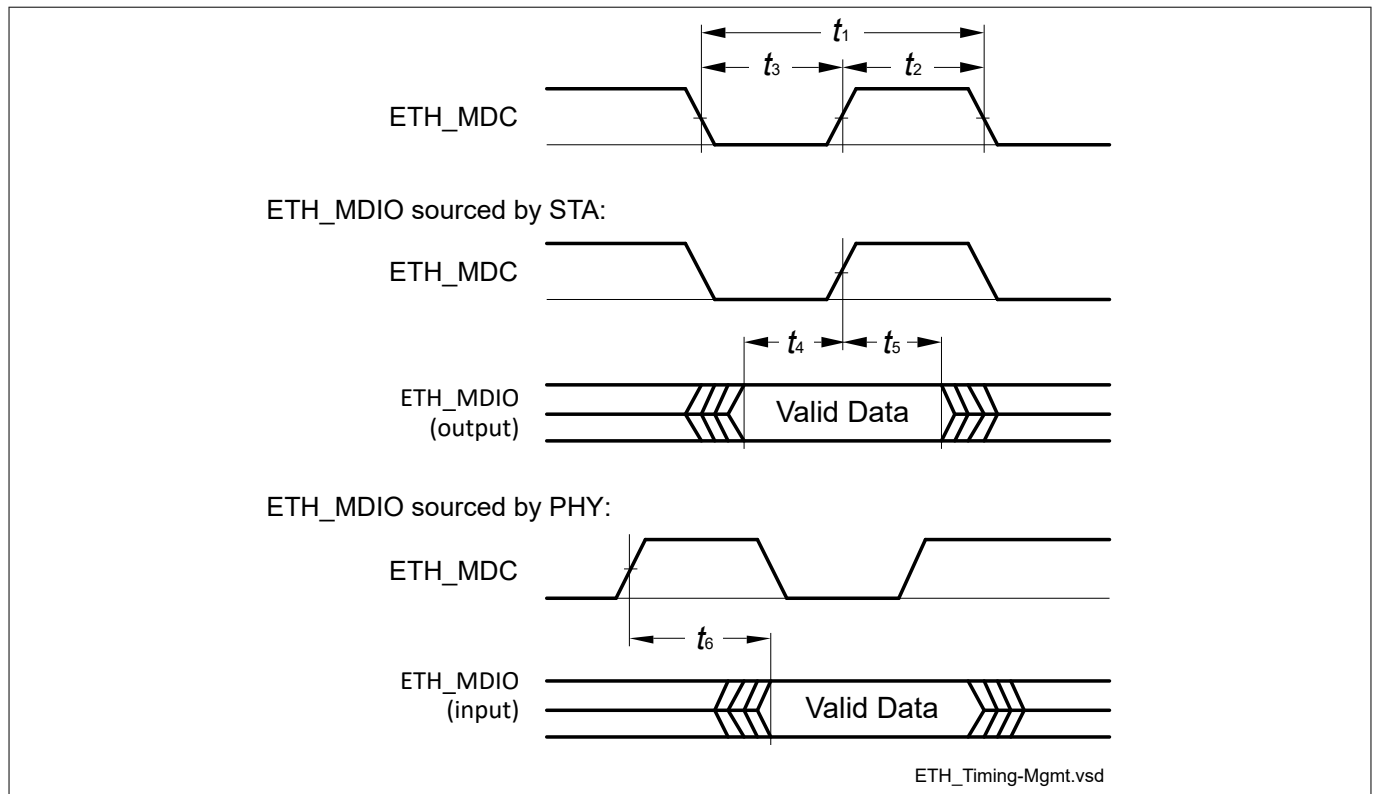 t1
t3 t2
ETH_MDC
ETH_MDIO sourced by STA:
ETH_MDC
t4 t5
ETH_MDIO
(output)
Valid Data
ETH_MDIO sourced by PHY:
ETH_MDC
t6
ETH_MDIO
(input)
Valid Data
ETH_Timing-Mgmt.vsd